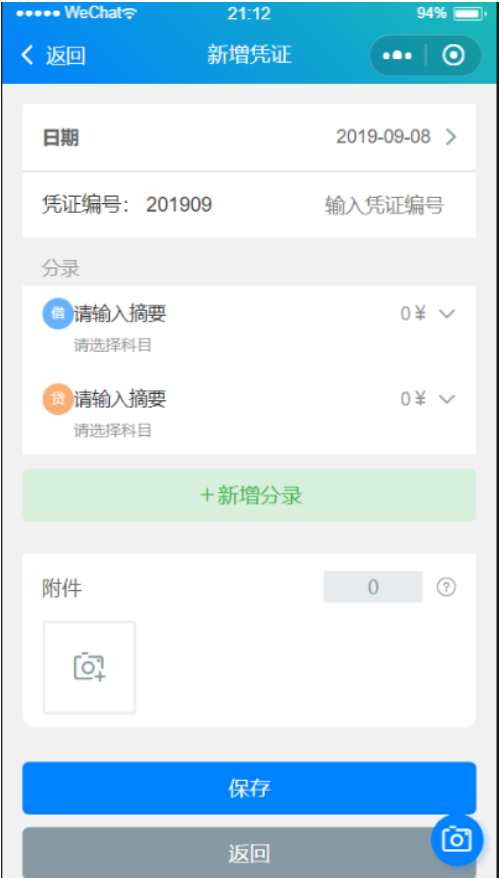 ●●●●● WeChat 21:12 94%
返回 新增凭证
日期 2019-09-08
凭证编号： 201909 输入凭证编号
分录
借 请输入摘要 0 ¥
请选择科目
贷 请输入摘要 0 ¥
请选择科目
+新增分录
附件 0 ?
保存
返回